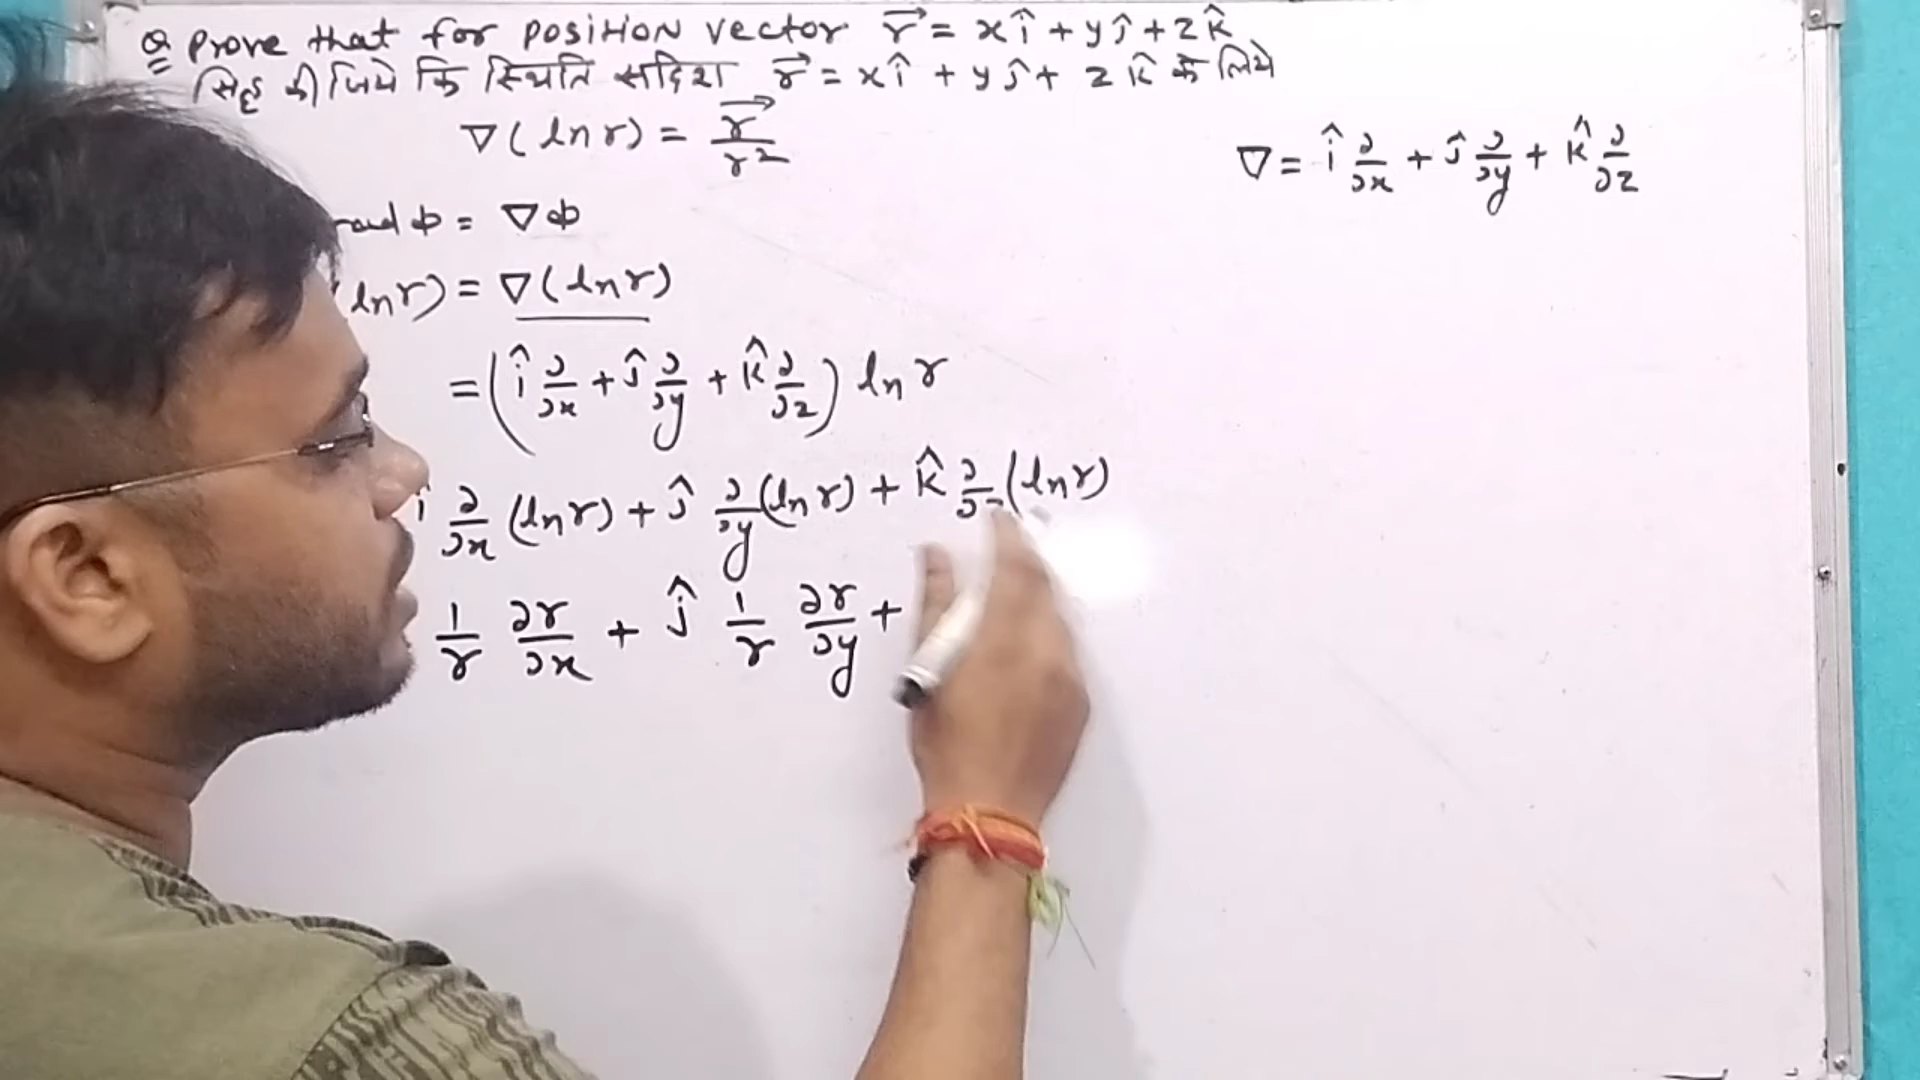 Q Prove that for position vector r⃗ = xî + yĵ + zk̂
सिद्ध कीजिये कि स्थिति सदिश r⃗ = xî + yĵ + zk̂ के लिये
∇(ln r) = r⃗/r²
∇ = î ∂/∂x + ĵ ∂/∂y + k̂ ∂/∂z
φ = ∇φ
ln r) = ∇(ln r)
= (î ∂/∂x + ĵ ∂/∂y + k̂ ∂/∂z) ln r
∂/∂x (ln r) + ĵ ∂/∂y (ln r) + k̂ ∂/∂z (ln r)
1/r ∂r/∂x + ĵ 1/r ∂r/∂y +